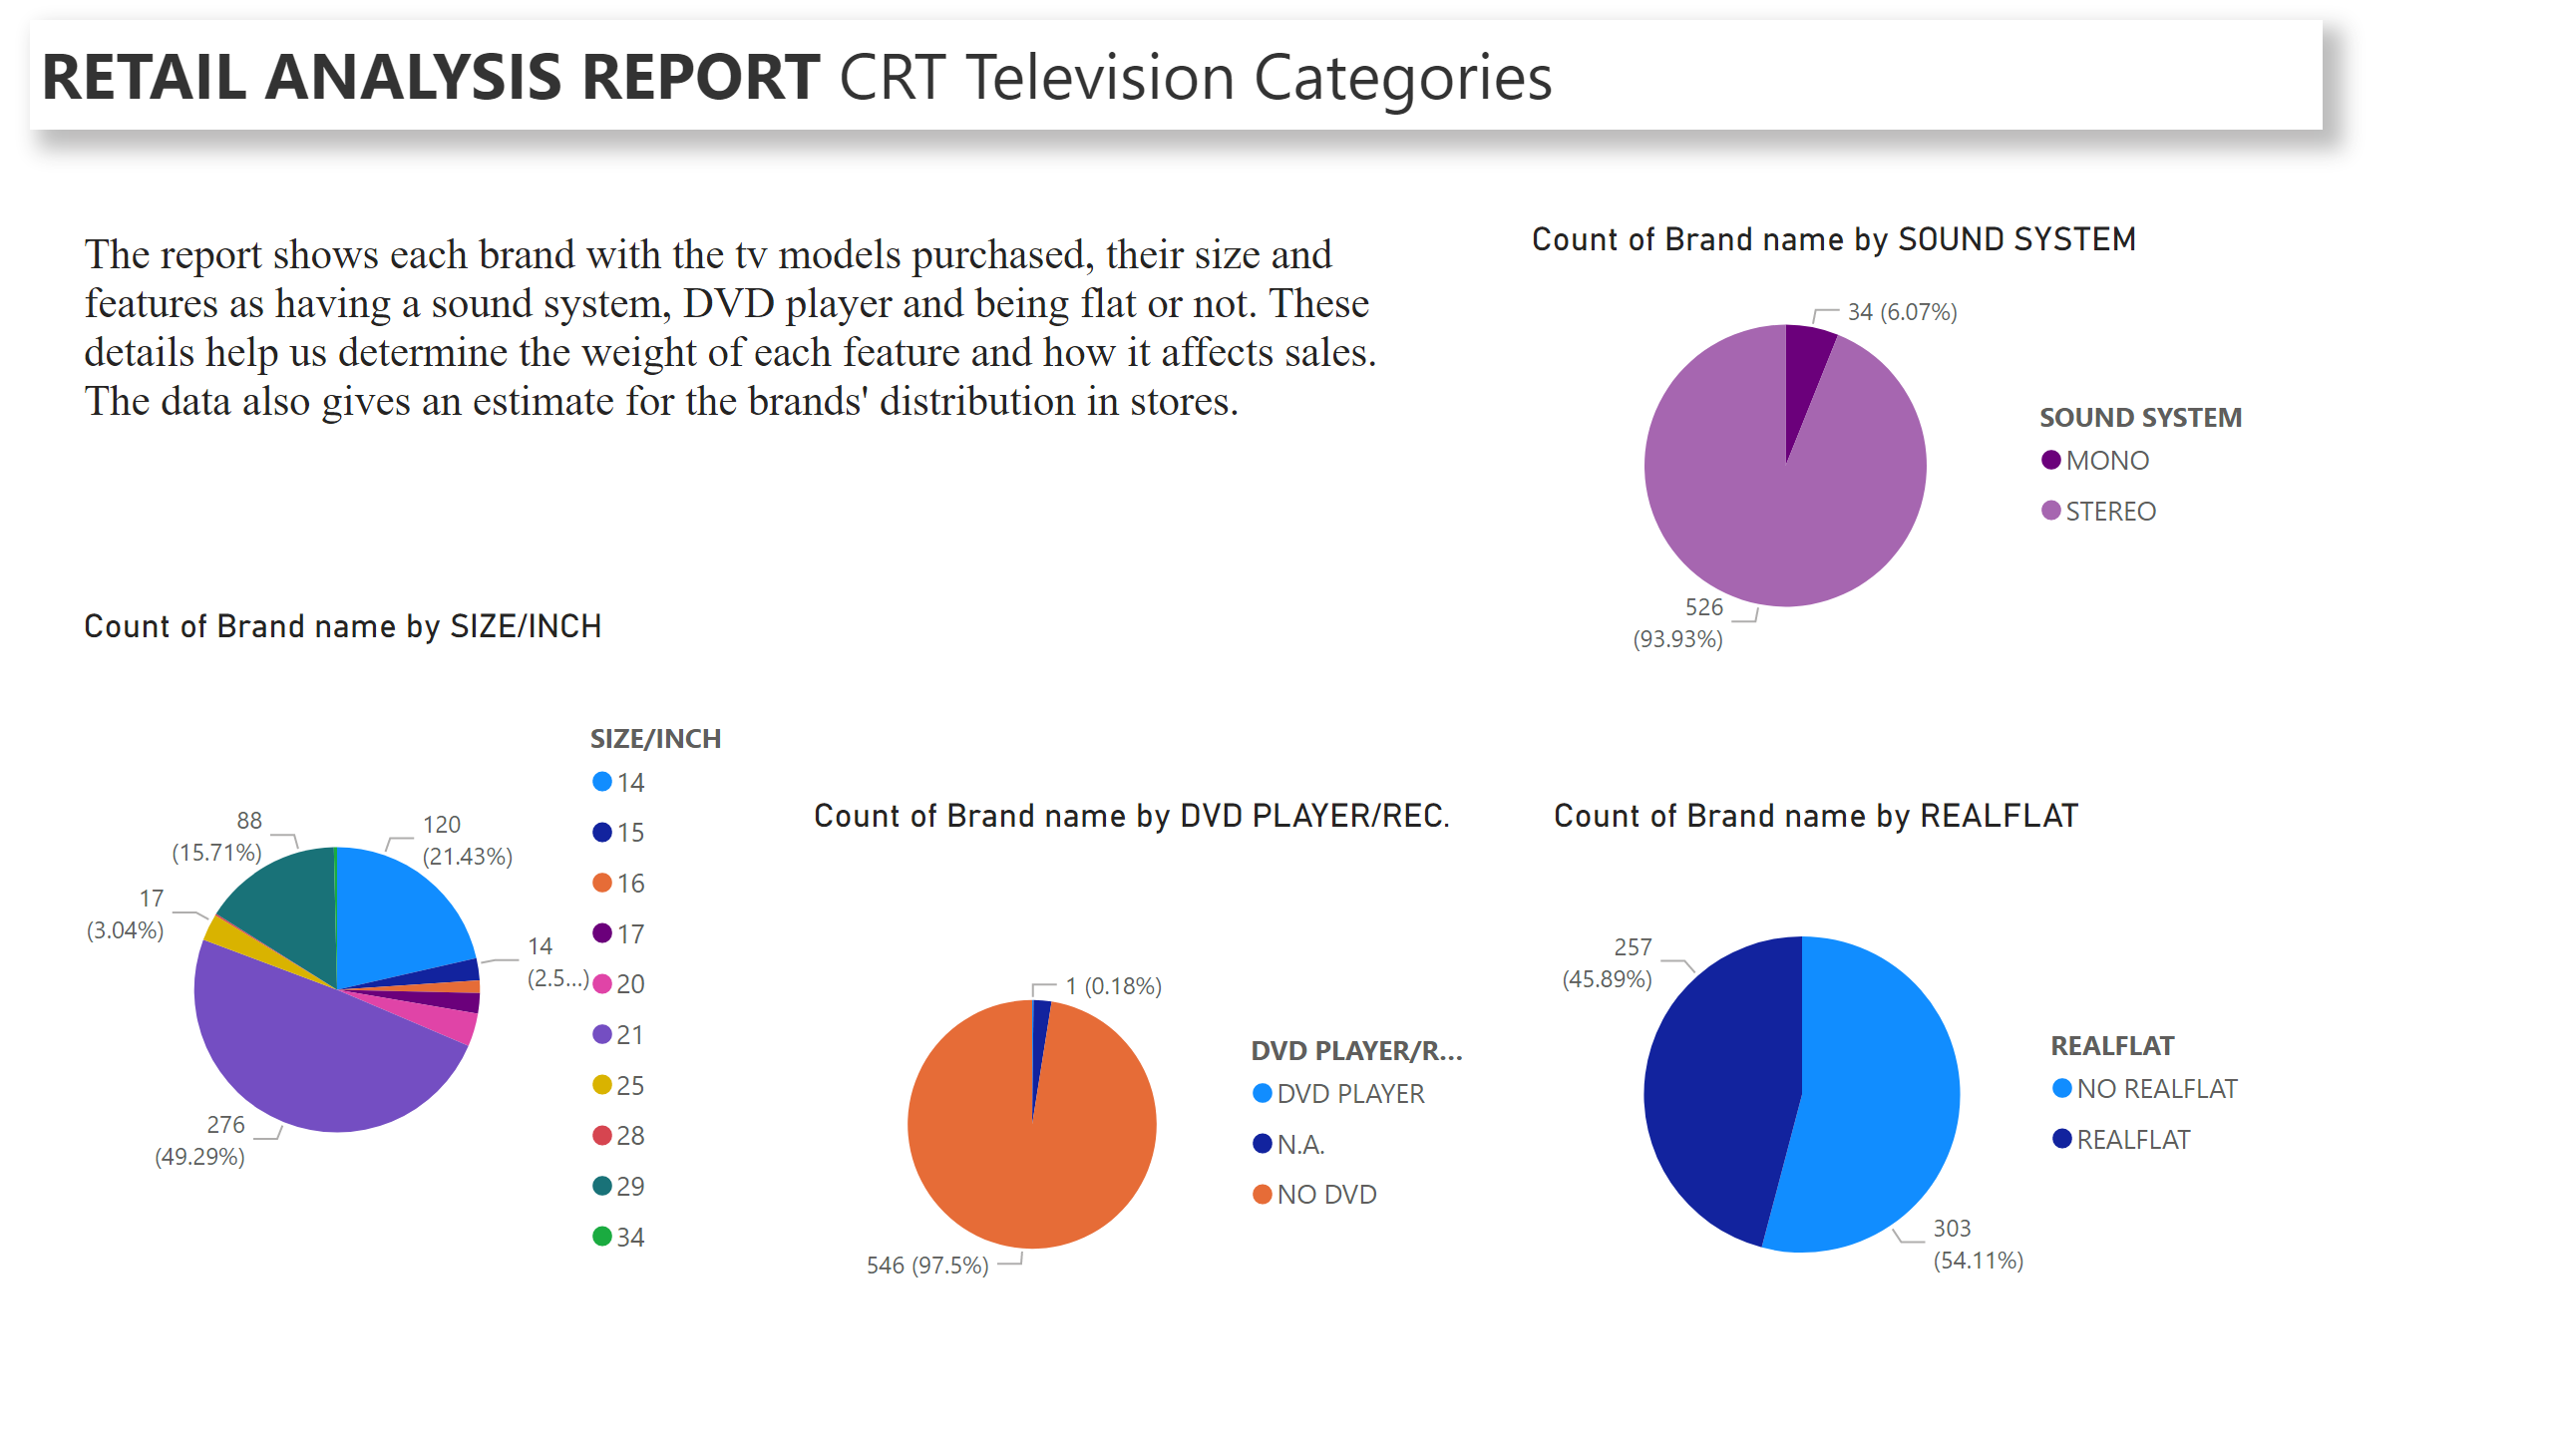 RETAIL ANALYSIS REPORT CRT Television Categories
The report shows each brand with the tv models purchased, their size and
features as having a sound system, DVD player and being flat or not. These
details help us determine the weight of each feature and how it affects sales.
The data also gives an estimate for the brands' distribution in stores.
Count of Brand name by SOUND SYSTEM
34 (6.07%)
526
(93.93%)
SOUND SYSTEM
MONO
STEREO
Count of Brand name by SIZE/INCH
88
(15.71%)
120
(21.43%)
17
(3.04%)
14
(2.5...)
276
(49.29%)
SIZE/INCH
14
15
16
17
20
21
25
28
29
34
Count of Brand name by DVD PLAYER/REC.
1 (0.18%)
546 (97.5%)
DVD PLAYER/R...
DVD PLAYER
N.A.
NO DVD
Count of Brand name by REALFLAT
257
(45.89%)
303
(54.11%)
REALFLAT
NO REALFLAT
REALFLAT